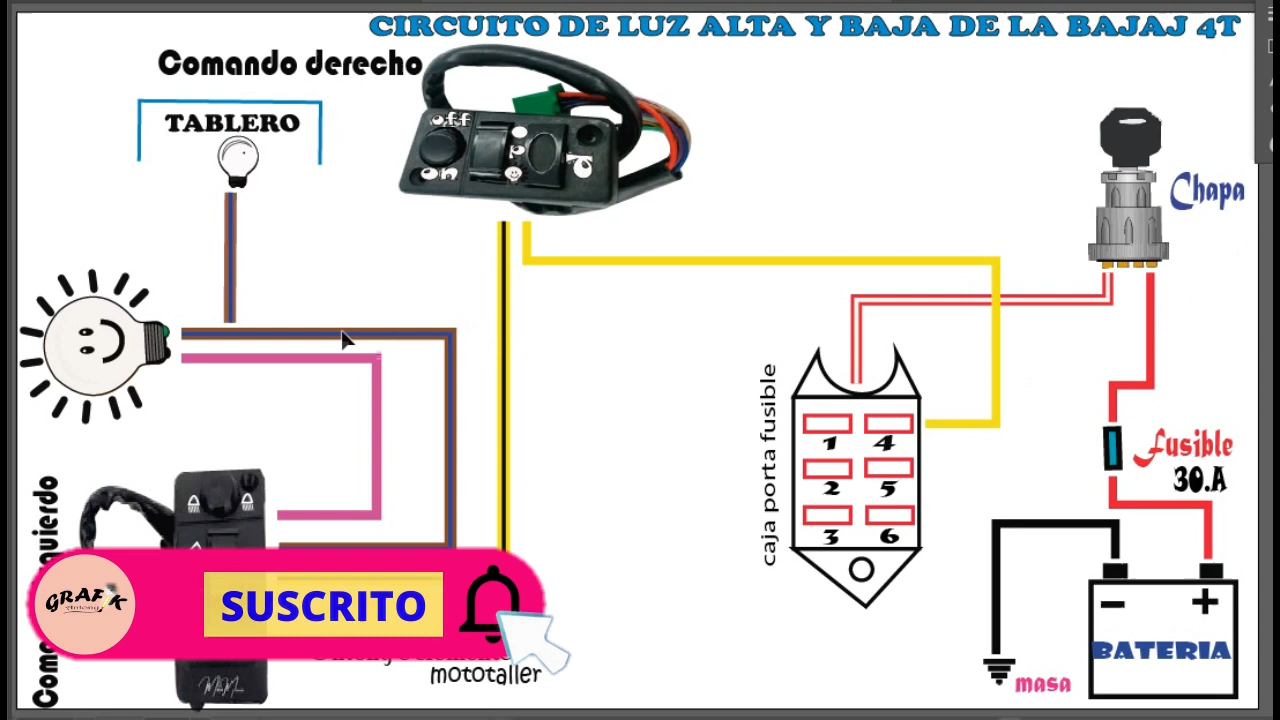 CIRCUITO DE LUZ ALTA Y BAJA DE LA BAJAJ 4T
Comando derecho
TABLERO
off
on
Chapa
caja porta fusible
1 4
2 5
3 6
fusible
30.A
BATERIA
masa
GRAFIK
SUSCRITO
mototaller